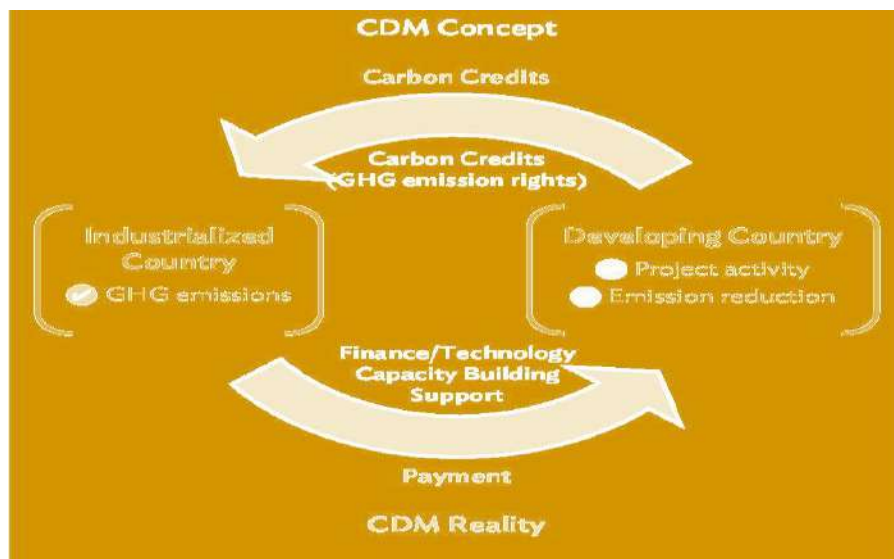 CDM Concept
Carbon Credits
Carbon Credits
(GHG emission rights)
Industrialized
Country
GHG emissions
Developing Country
Project activity
Emission reduction
Finance/Technology
Capacity Building
Support
Payment
CDM Reality